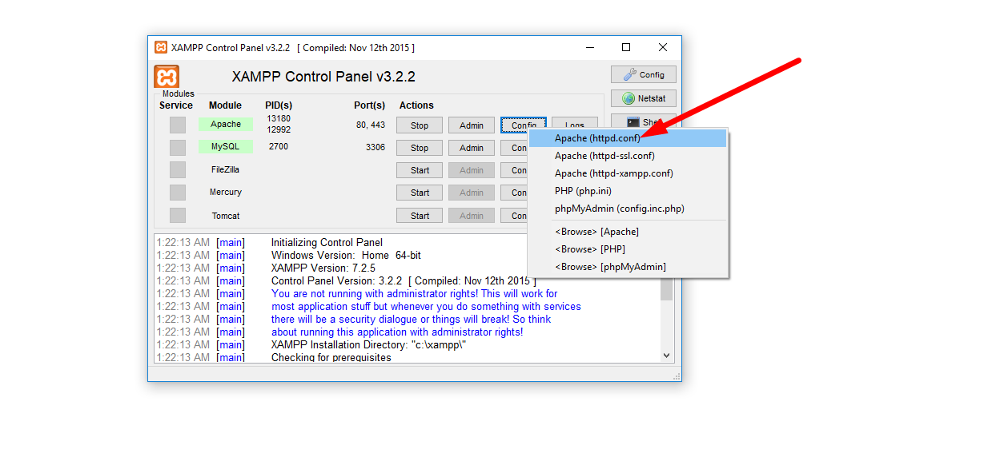 XAMPP Control Panel v3.2.2 [ Compiled: Nov 12th 2015 ]
XAMPP Control Panel v3.2.2
Config
Netstat
Modules
Service Module PID(s) Port(s) Actions
Apache 13180 12992 80, 443 Stop Admin Config Logs
MySQL 2700 3306 Stop Admin
FileZilla Start Admin
Mercury Start Admin
Tomcat Start Admin
Apache (httpd.conf)
Apache (httpd-ssl.conf)
Apache (httpd-xampp.conf)
PHP (php.ini)
phpMyAdmin (config.inc.php)
<Browse> [Apache]
<Browse> [PHP]
<Browse> [phpMyAdmin]
1:22:13 AM [main] Initializing Control Panel
1:22:13 AM [main] Windows Version: Home 64-bit
1:22:13 AM [main] XAMPP Version: 7.2.5
1:22:13 AM [main] Control Panel Version: 3.2.2 [ Compiled: Nov 12th 2015 ]
1:22:13 AM [main] You are not running with administrator rights! This will work for
1:22:13 AM [main] most application stuff but whenever you do something with services
1:22:13 AM [main] there will be a security dialogue or things will break! So think
1:22:13 AM [main] about running this application with administrator rights!
1:22:13 AM [main] XAMPP Installation Directory: "c:\xampp\"
1:22:13 AM [main] Checking for prerequisites